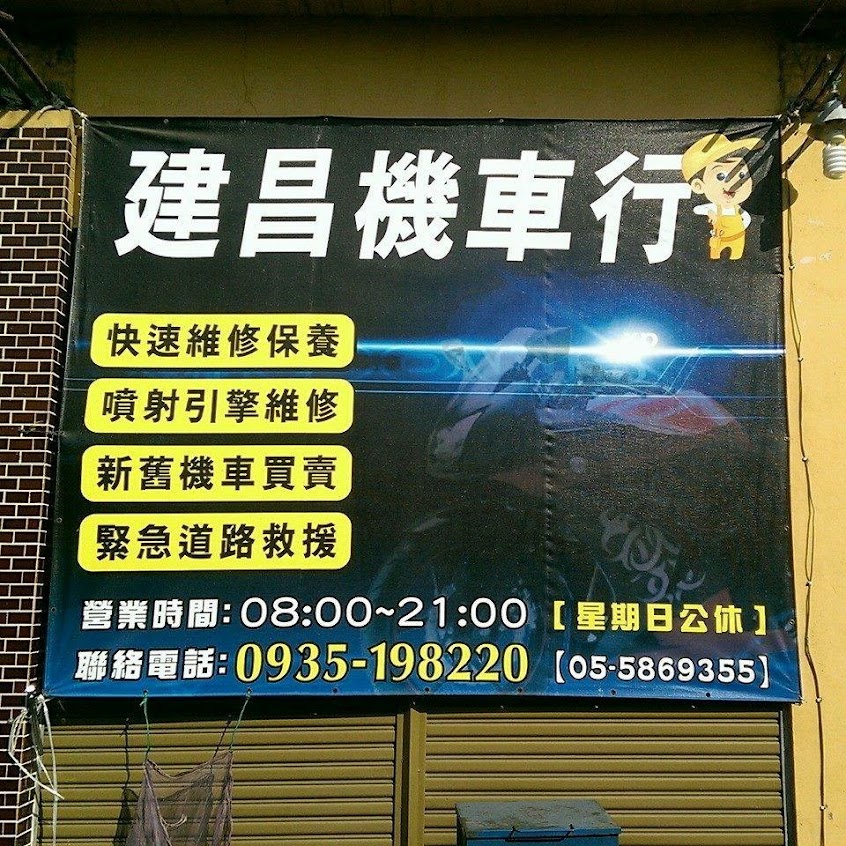 建昌機車行
快速維修保養
噴射引擎維修
新舊機車買賣
緊急道路救援
營業時間:08:00~21:00 [星期日公休]
聯絡電話:0935-198220 [05-5869355]